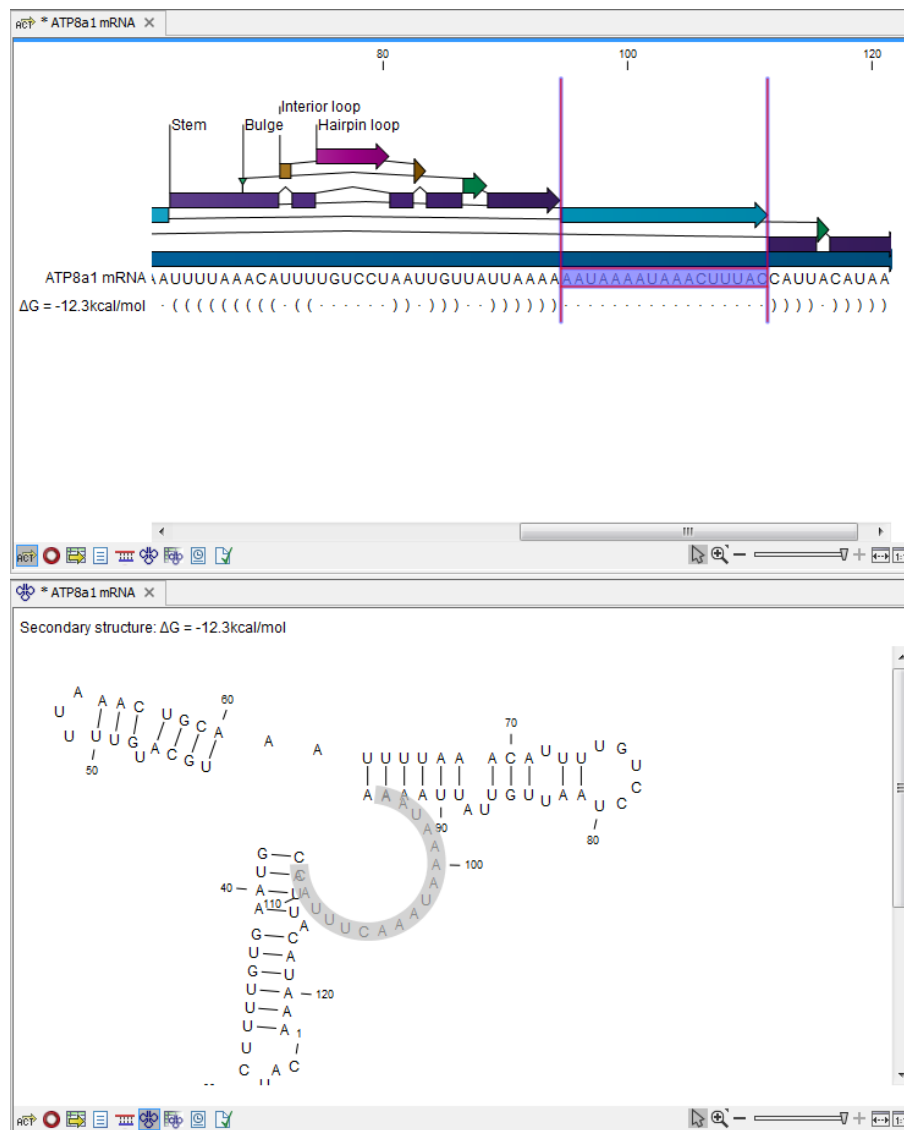 * ATP8a1 mRNA
80
100
120
Interior loop
Stem
Bulge
Hairpin loop
ATP8a1 mRNA
AUUUUAAACAUUUUGUCCUAAUUGUUAUUAAAAAAUAAAAUAAACUUUACCAUUACAUAA
ΔG = -12.3kcal/mol
·(((((((((·((······))·)))··))))))·················))))·)))))
* ATP8a1 mRNA
Secondary structure: ΔG = -12.3kcal/mol
60
70
A A A C U G C A
U
U U U G U A C G U
50
A A
U U U U A A A C A U U U U G U C C U
A A A A U U A U U G U U A A
90
80
A A U A A A A U A A A C U U U A C
100
110
G C
U A
40
A U
A U
A
G C
U A
G U
U A
120
U A
U A
1
U C
C A
U